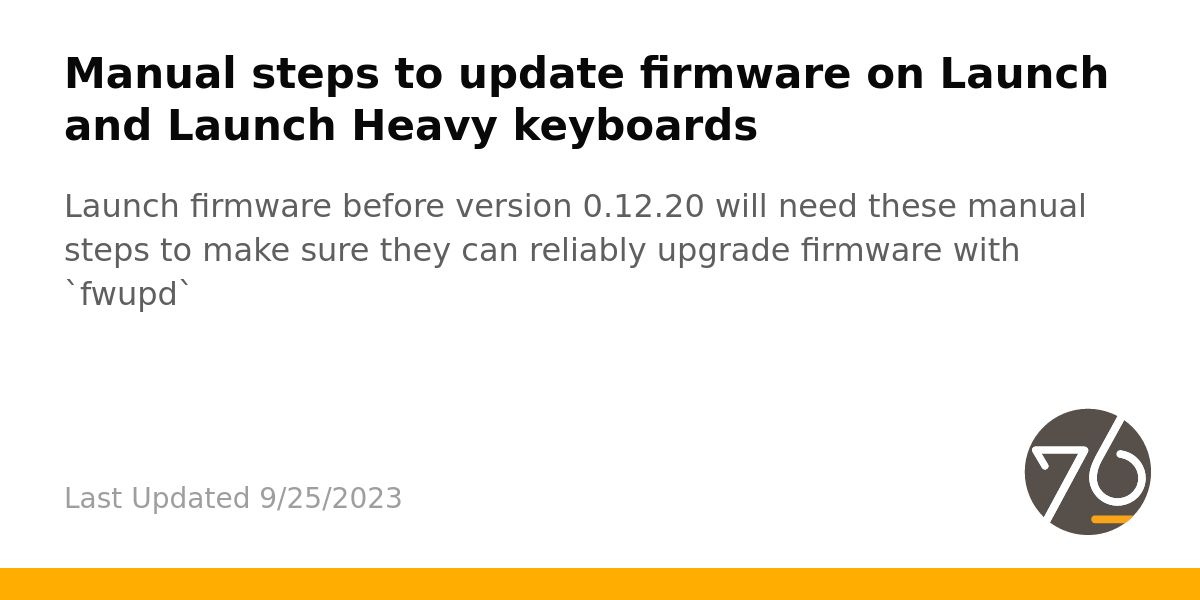 Manual steps to update firmware on Launch
and Launch Heavy keyboards
Launch firmware before version 0.12.20 will need these manual
steps to make sure they can reliably upgrade firmware with
`fwupd`
Last Updated 9/25/2023
76